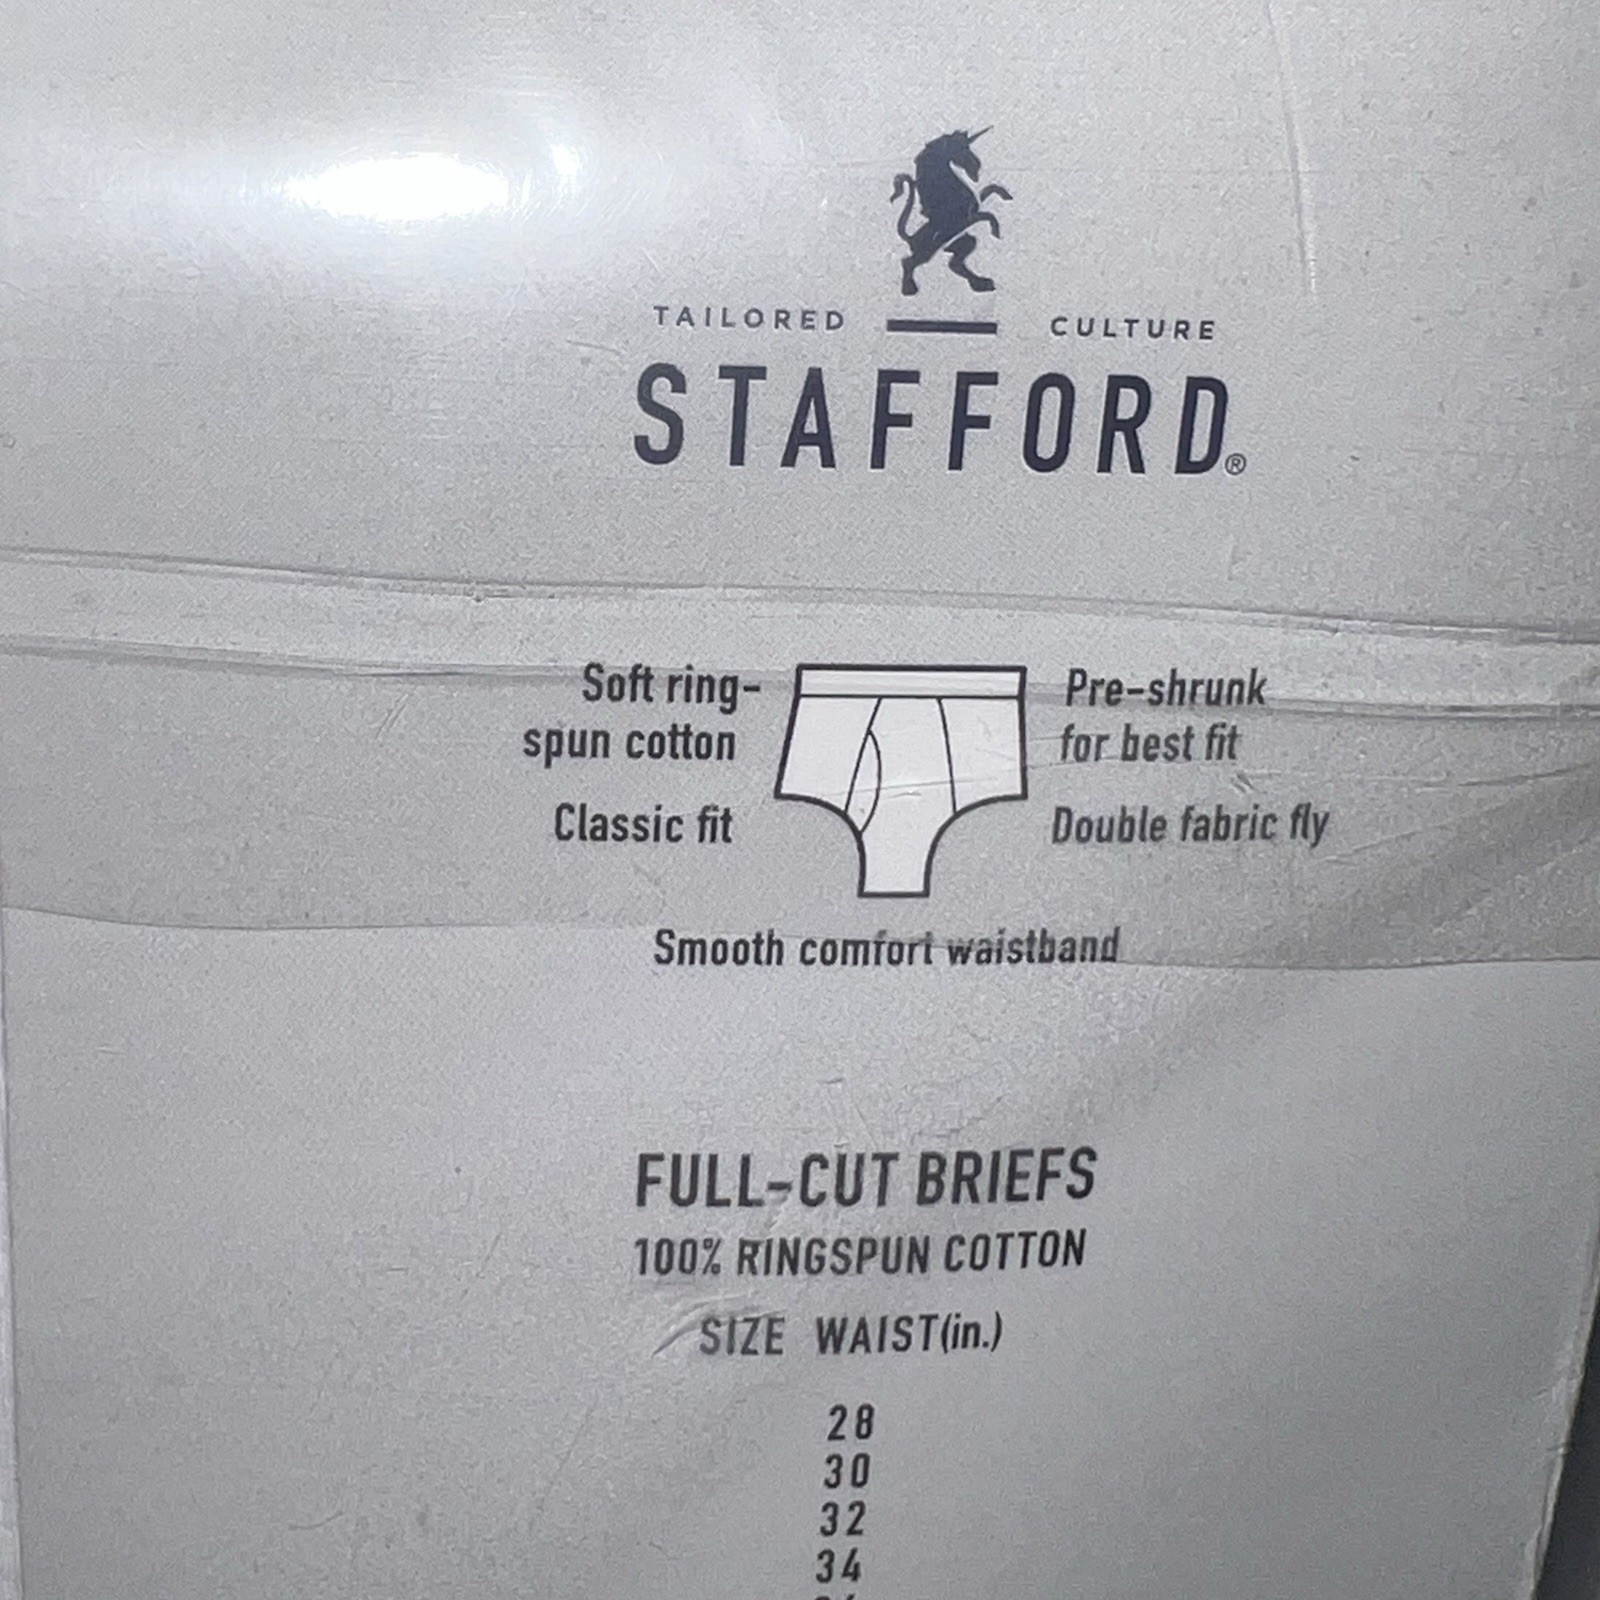 TAILORED CULTURE
STAFFORD®
Soft ring-
spun cotton
Classic fit
Pre-shrunk
for best fit
Double fabric fly
Smooth comfort waistband
FULL-CUT BRIEFS
100% RINGSPUN COTTON
SIZE WAIST(in.)
28
30
32
34